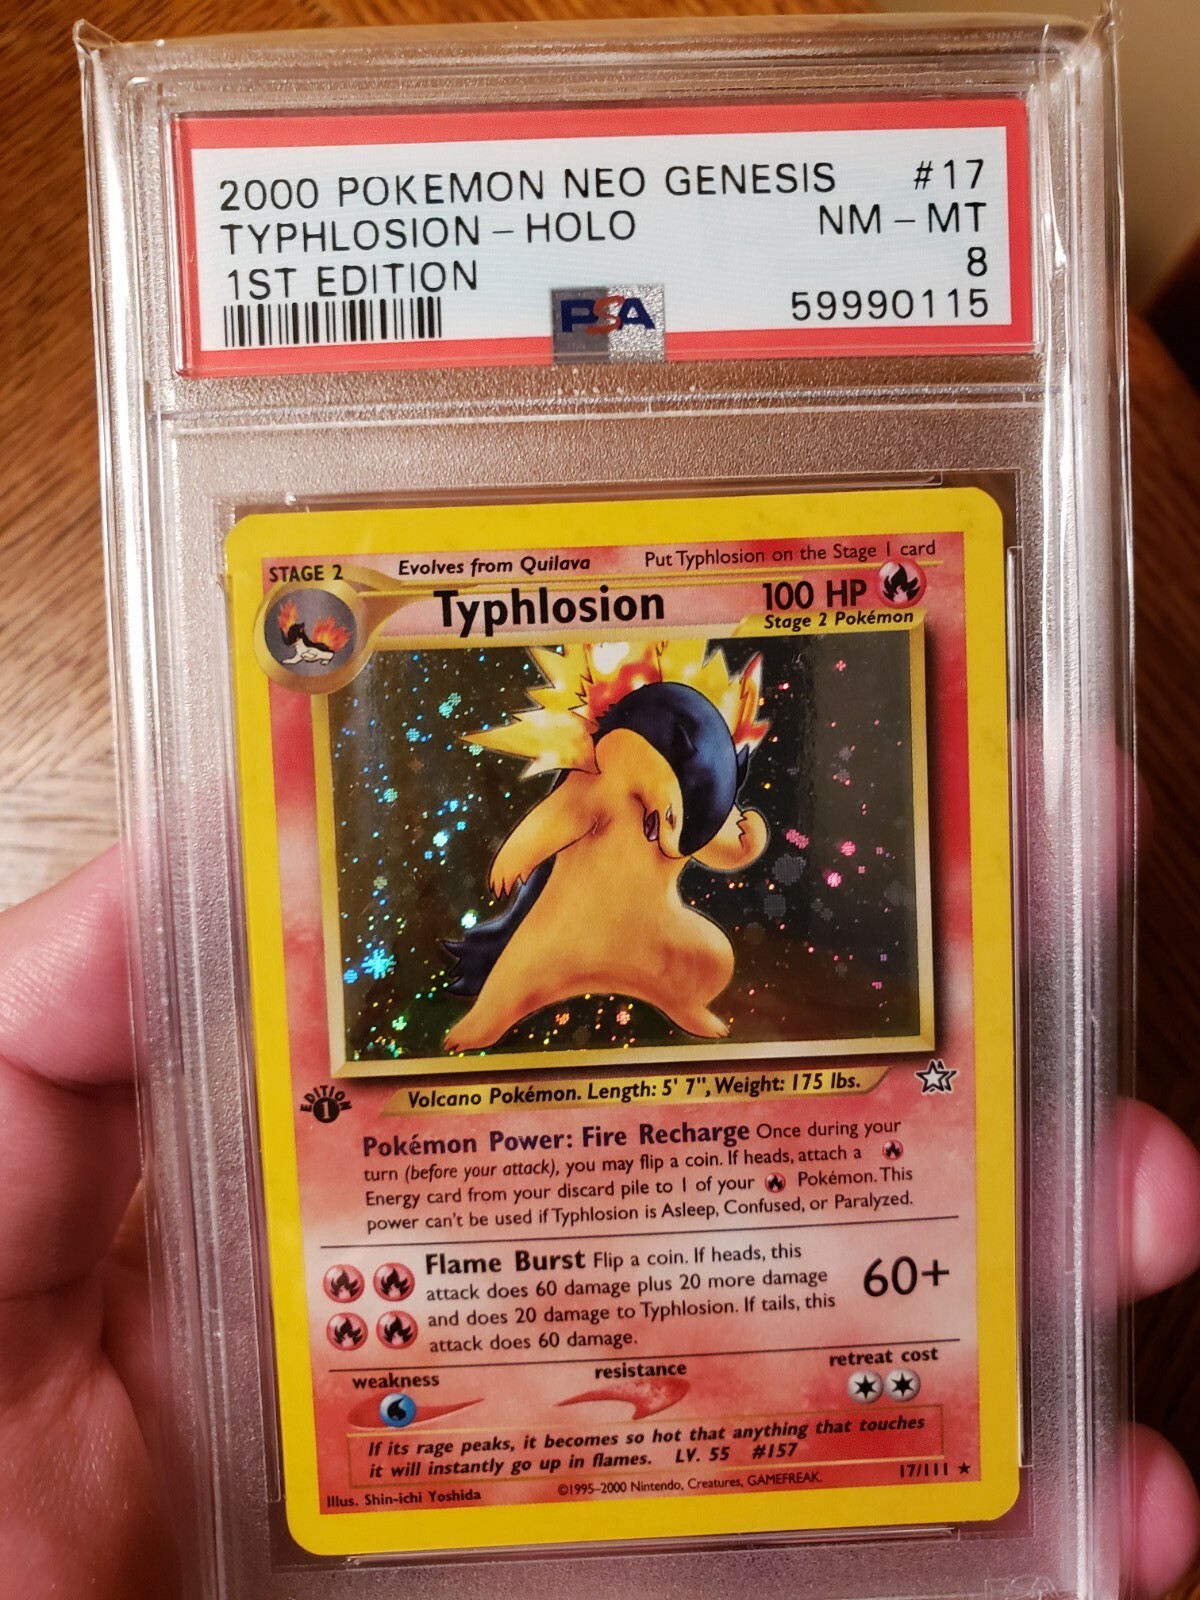 2000 POKEMON NEO GENESIS #17
TYPHLOSION - HOLO NM - MT
1ST EDITION 8
PSA 59990115
STAGE 2 Evolves from Quilava Put Typhlosion on the Stage 1 card
Typhlosion 100 HP
Stage 2 Pokémon
EDITION 1
Volcano Pokémon. Length: 5' 7", Weight: 175 lbs.
Pokémon Power: Fire Recharge Once during your
turn (before your attack), you may flip a coin. If heads, attach a
Energy card from your discard pile to 1 of your Pokémon. This
power can't be used if Typhlosion is Asleep, Confused, or Paralyzed.
Flame Burst Flip a coin. If heads, this
attack does 60 damage plus 20 more damage
and does 20 damage to Typhlosion. If tails, this
attack does 60 damage.
60+
weakness resistance retreat cost
If its rage peaks, it becomes so hot that anything that touches
it will instantly go up in flames. LV. 55 #157
Illus. Shin-ichi Yoshida ©1995-2000 Nintendo, Creatures, GAMEFREAK. 17/111 ★
PSA